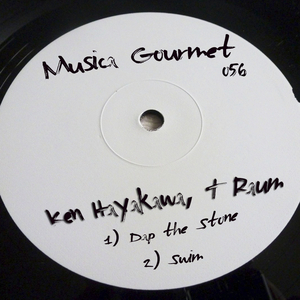 Musica Gourmet
056
Ken Hayakawa, + Raum
1) Dap the Stone
2) Swim